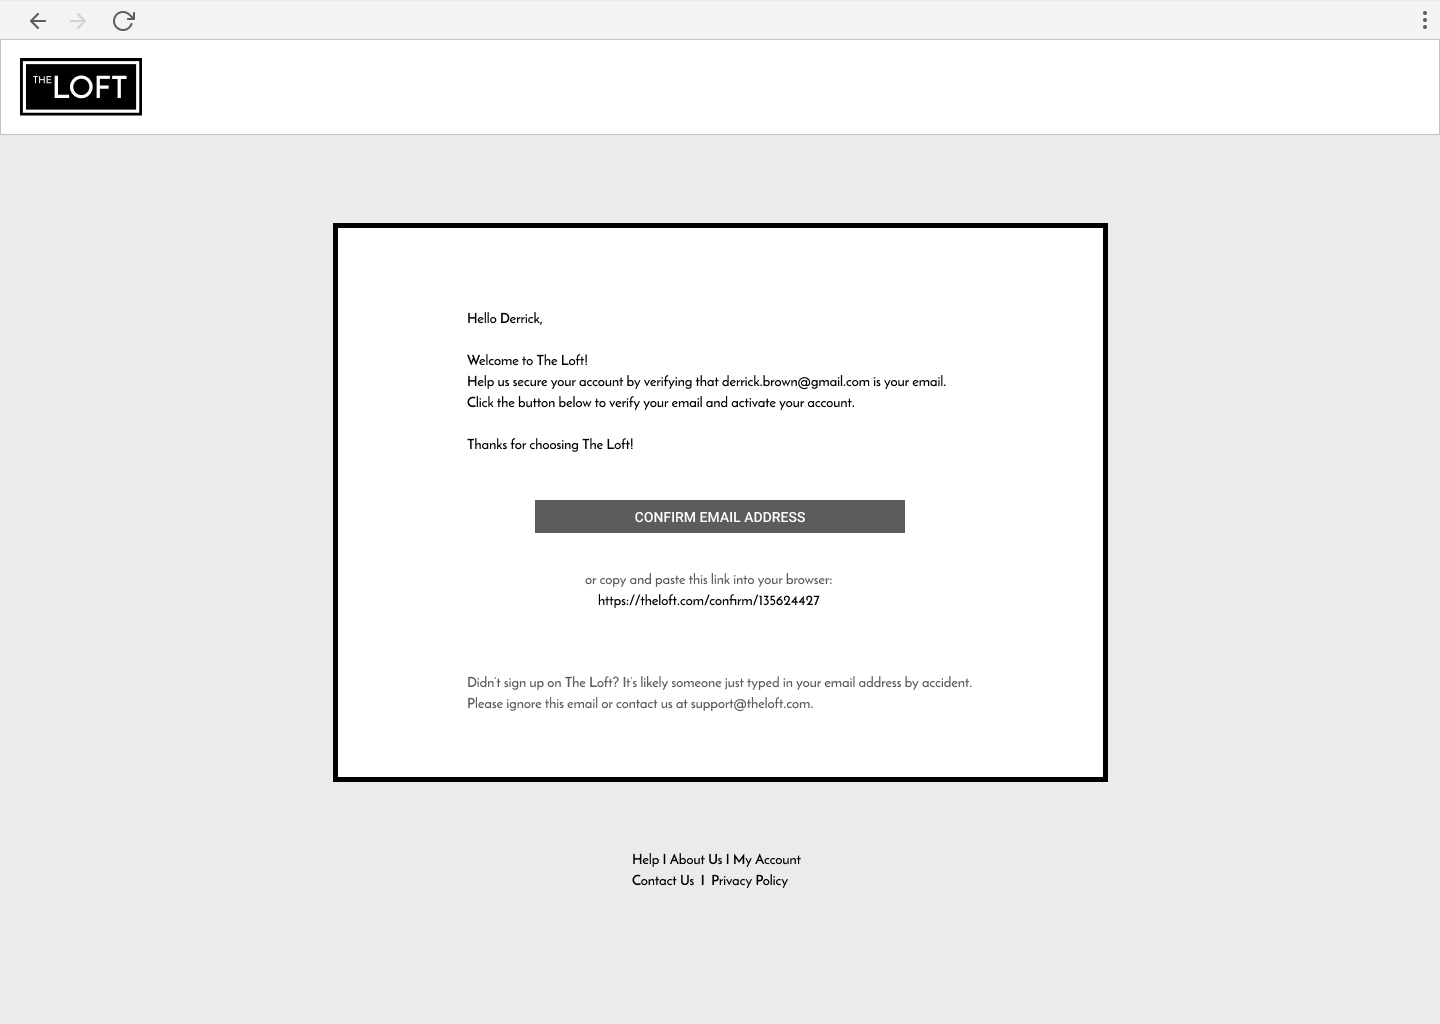 THE LOFT
Hello Derrick,
Welcome to The Loft!
Help us secure your account by verifying that derrick.brown@gmail.com is your email.
Click the button below to verify your email and activate your account.
Thanks for choosing The Loft!
CONFIRM EMAIL ADDRESS
or copy and paste this link into your browser:
https://theloft.com/confirm/135624427
Didn't sign up on The Loft? It's likely someone just typed in your email address by accident.
Please ignore this email or contact us at support@theloft.com.
Help I About Us I My Account
Contact Us  I  Privacy Policy